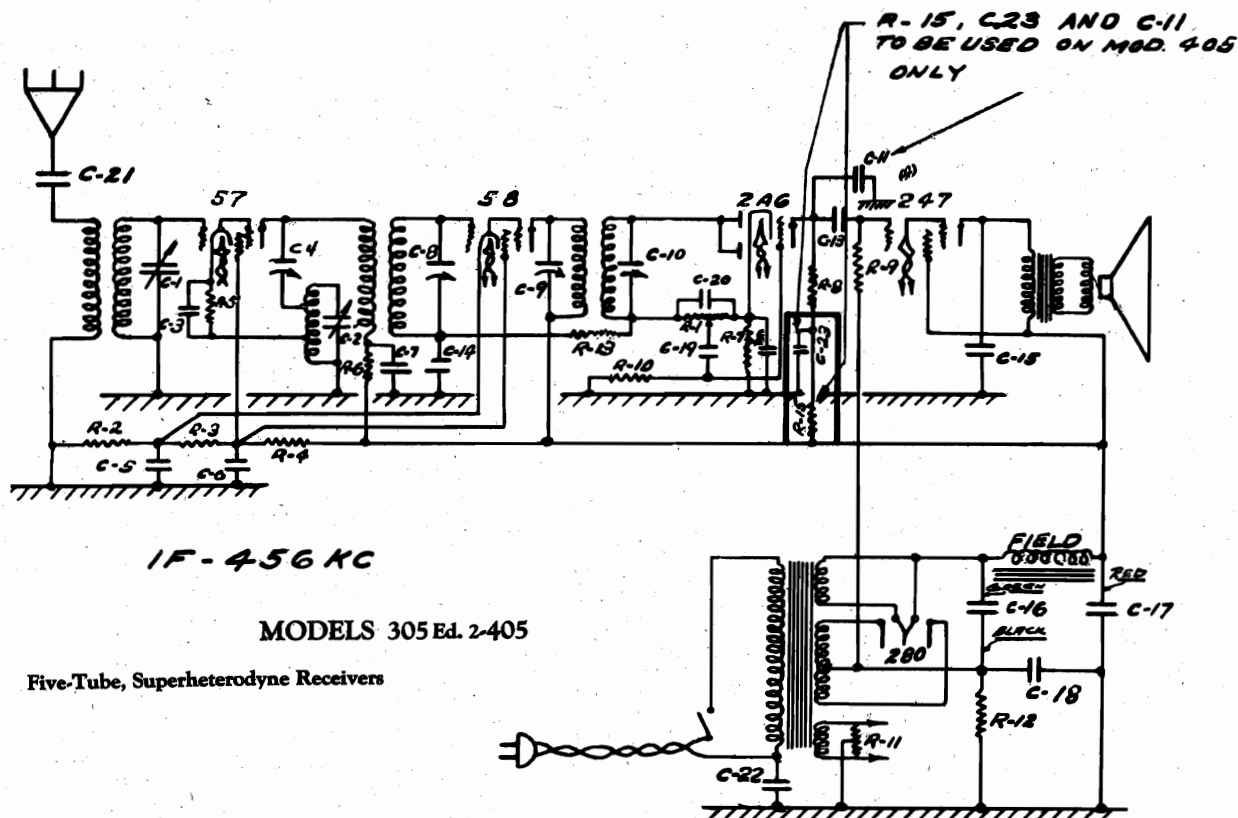 R-15, C23 AND C-11
TO BE USED ON MOD. 405
ONLY
C-21
57
58
2A6
C-11
(A)
247
C-4
C-8
C-10
C-13
C-1
R-5
C-3
C-2
C-9
C-20
R-1
R-8
R-9
R-6
C-7
C-14
R-13
C-19
R-7
C-23
C-15
R-10
R-15
R-2
R-3
R-4
C-5
C-6
IF-456 KC
FIELD
GREEN
RED
C-16
C-17
MODELS 305 Ed. 2-405
BLACK
280
Five-Tube, Superheterodyne Receivers
C-18
R-12
R-11
C-22